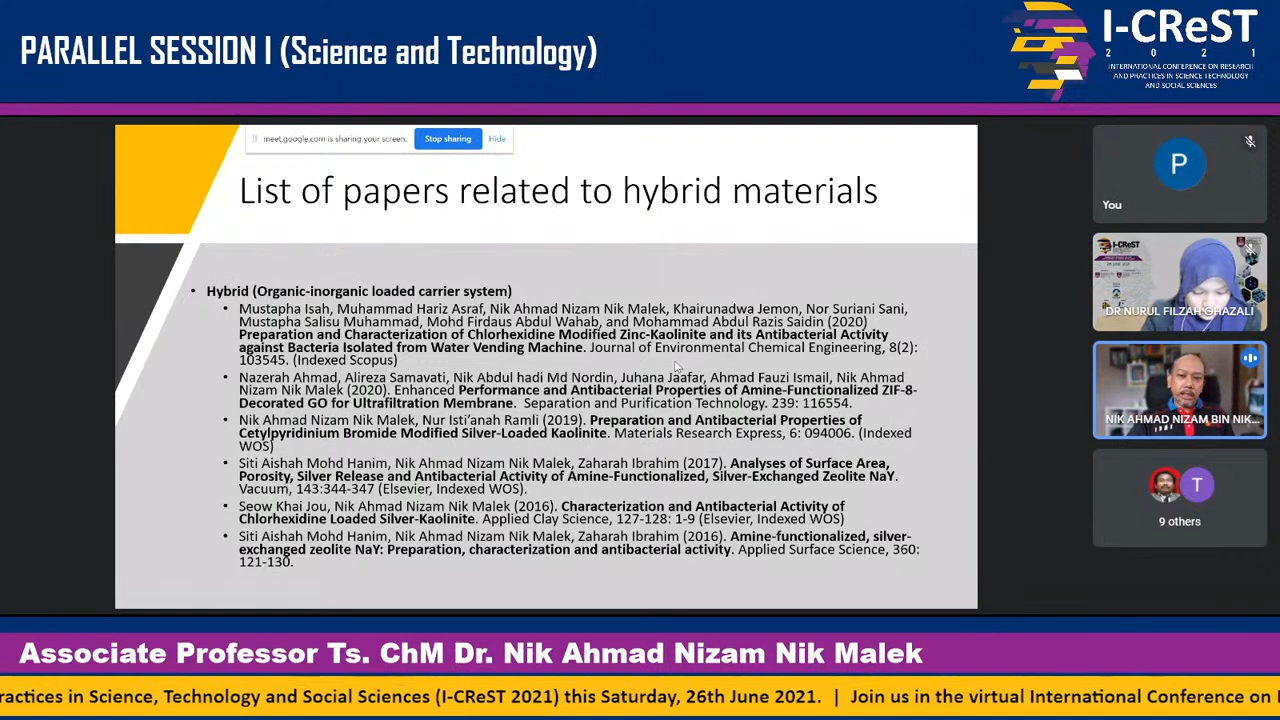 PARALLEL SESSION I (Science and Technology)
I-CReST
2 0 2 1
INTERNATIONAL CONFERENCE ON RESEARCH
AND PRACTICES IN SCIENCE TECHNOLOGY
AND SOCIAL SCIENCES
meet.google.com is sharing your screen.
Stop sharing
Hide
List of papers related to hybrid materials
• Hybrid (Organic-inorganic loaded carrier system)
• Mustapha Isah, Muhammad Hariz Asraf, Nik Ahmad Nizam Nik Malek, Khairunadwa Jemon, Nor Suriani Sani,
Mustapha Salisu Muhammad, Mohd Firdaus Abdul Wahab, and Mohammad Abdul Razis Saidin (2020)
Preparation and Characterization of Chlorhexidine Modified Zinc-Kaolinite and its Antibacterial Activity
against Bacteria Isolated from Water Vending Machine. Journal of Environmental Chemical Engineering, 8(2):
103545. (Indexed Scopus)
• Nazerah Ahmad, Alireza Samavati, Nik Abdul hadi Md Nordin, Juhana Jaafar, Ahmad Fauzi Ismail, Nik Ahmad
Nizam Nik Malek (2020). Enhanced Performance and Antibacterial Properties of Amine-Functionalized ZIF-8-
Decorated GO for Ultrafiltration Membrane. Separation and Purification Technology. 239: 116554.
• Nik Ahmad Nizam Nik Malek, Nur Isti'anah Ramli (2019). Preparation and Antibacterial Properties of
Cetylpyridinium Bromide Modified Silver-Loaded Kaolinite. Materials Research Express, 6: 094006. (Indexed
WOS)
• Siti Aishah Mohd Hanim, Nik Ahmad Nizam Nik Malek, Zaharah Ibrahim (2017). Analyses of Surface Area,
Porosity, Silver Release and Antibacterial Activity of Amine-Functionalized, Silver-Exchanged Zeolite NaY.
Vacuum, 143:344-347 (Elsevier, Indexed WOS).
• Seow Khai Jou, Nik Ahmad Nizam Nik Malek (2016). Characterization and Antibacterial Activity of
Chlorhexidine Loaded Silver-Kaolinite. Applied Clay Science, 127-128: 1-9 (Elsevier, Indexed WOS)
• Siti Aishah Mohd Hanim, Nik Ahmad Nizam Nik Malek, Zaharah Ibrahim (2016). Amine-functionalized, silver-
exchanged zeolite NaY: Preparation, characterization and antibacterial activity. Applied Surface Science, 360:
121-130.
P
You
I-CReST
DR NURUL FILZAH GHAZALI
NIK AHMAD NIZAM BIN NIK...
T
9 others
Associate Professor Ts. ChM Dr. Nik Ahmad Nizam Nik Malek
ractices in Science, Technology and Social Sciences (I-CReST 2021) this Saturday, 26th June 2021. | Join us in the virtual International Conference on